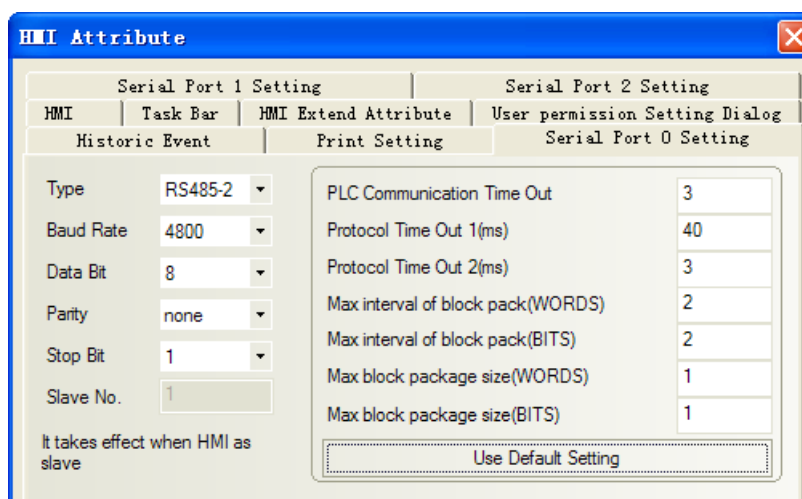 HMI Attribute
Serial Port 1 Setting
Serial Port 2 Setting
HMI
Task Bar
HMI Extend Attribute
User permission Setting Dialog
Historic Event
Print Setting
Serial Port 0 Setting
Type
RS485-2
Baud Rate
4800
Data Bit
8
Parity
none
Stop Bit
1
Slave No.
1
It takes effect when HMI as
slave
PLC Communication Time Out
3
Protocol Time Out 1(ms)
40
Protocol Time Out 2(ms)
3
Max interval of block pack(WORDS)
2
Max interval of block pack(BITS)
2
Max block package size(WORDS)
1
Max block package size(BITS)
1
Use Default Setting